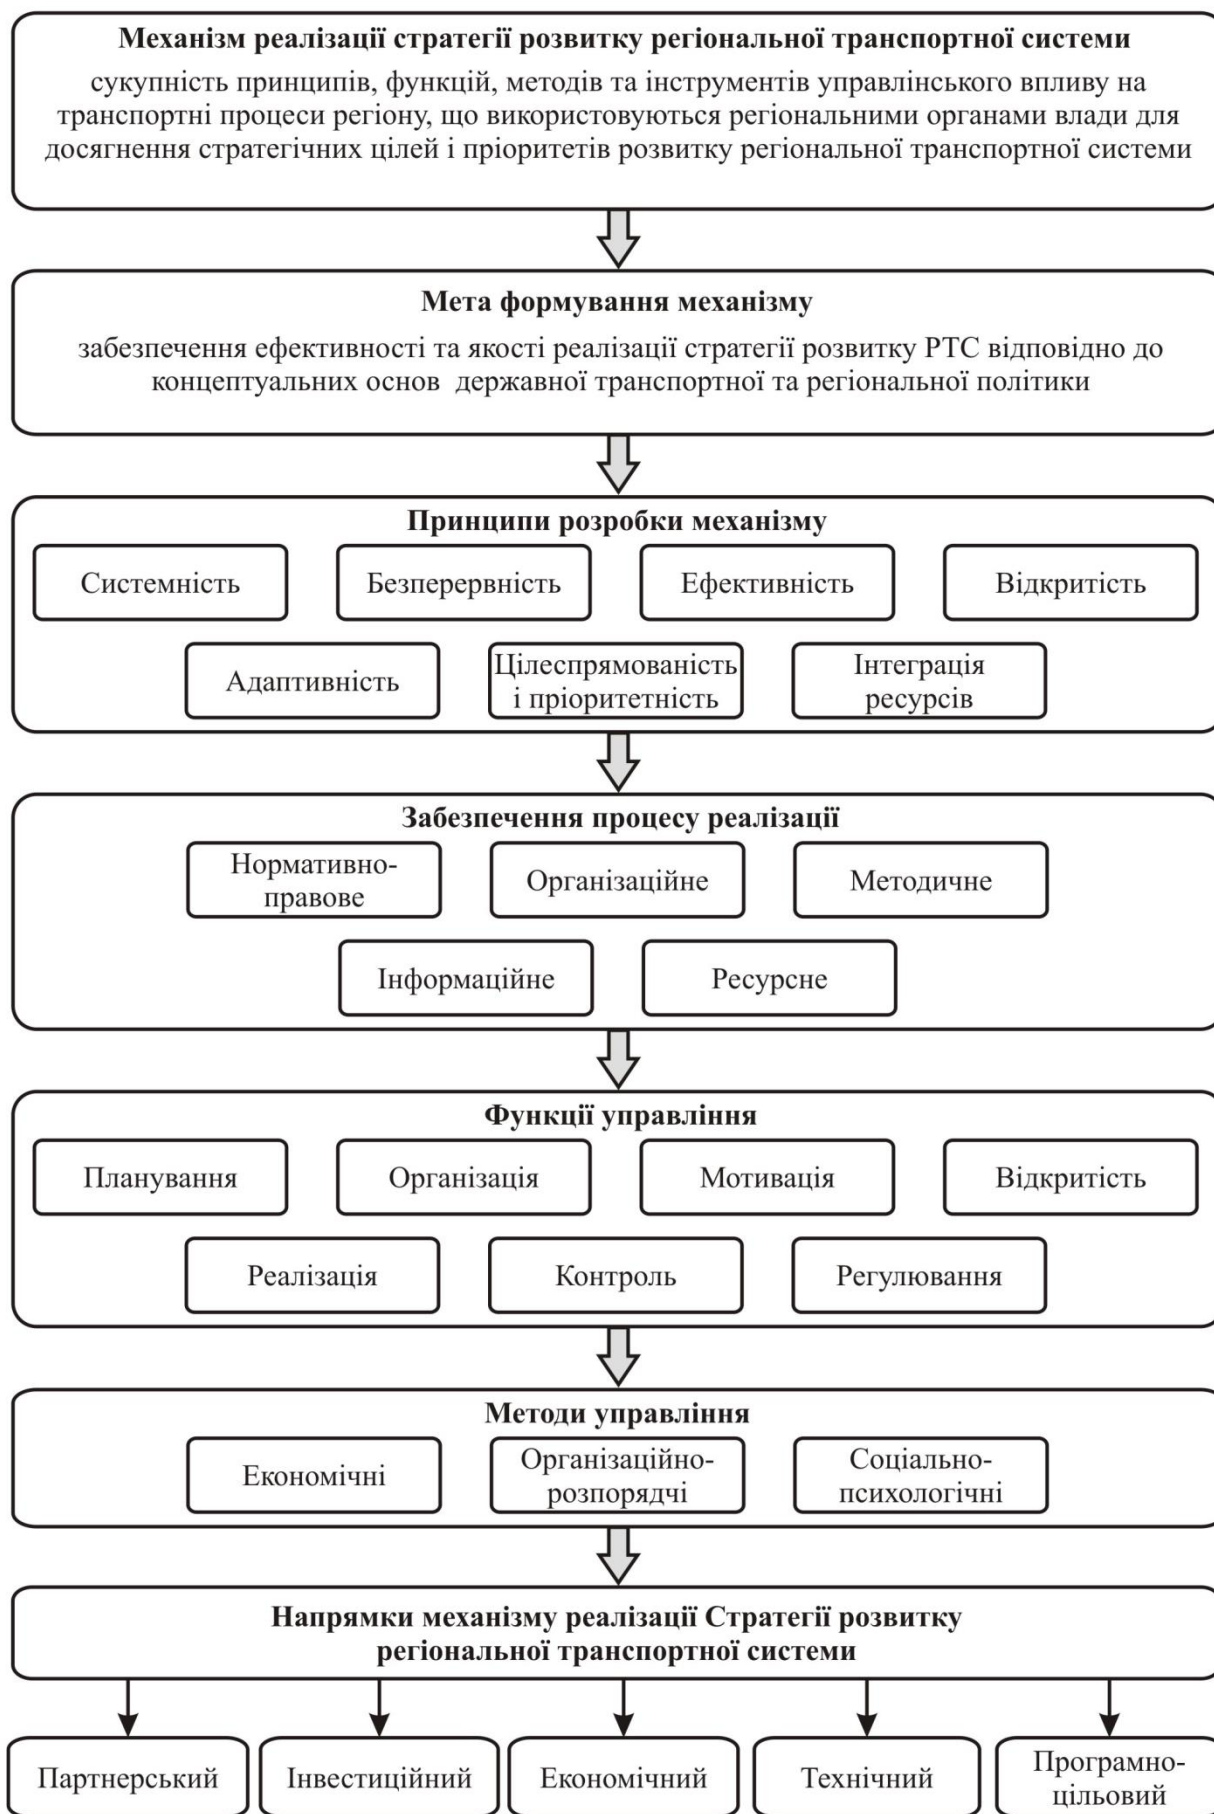 Механізм реалізації стратегії розвитку регіональної транспортної системи
сукупність принципів, функцій, методів та інструментів управлінського впливу на
транспортні процеси регіону, що використовуються регіональними органами влади для
досягнення стратегічних цілей і пріоритетів розвитку регіональної транспортної системи
Мета формування механізму
забезпечення ефективності та якості реалізації стратегії розвитку РТС відповідно до
концептуальних основ державної транспортної та регіональної політики
Принципи розробки механізму
Системність
Безперервність
Ефективність
Відкритість
Адаптивність
Цілеспрямованість
і пріоритетність
Інтеграція
ресурсів
Забезпечення процесу реалізації
Нормативно-
правове
Організаційне
Методичне
Інформаційне
Ресурсне
Функції управління
Планування
Організація
Мотивація
Відкритість
Реалізація
Контроль
Регулювання
Методи управління
Економічні
Організаційно-
розпорядчі
Соціально-
психологічні
Напрямки механізму реалізації Стратегії розвитку
регіональної транспортної системи
Партнерський
Інвестиційний
Економічний
Технічний
Програмно-
цільовий